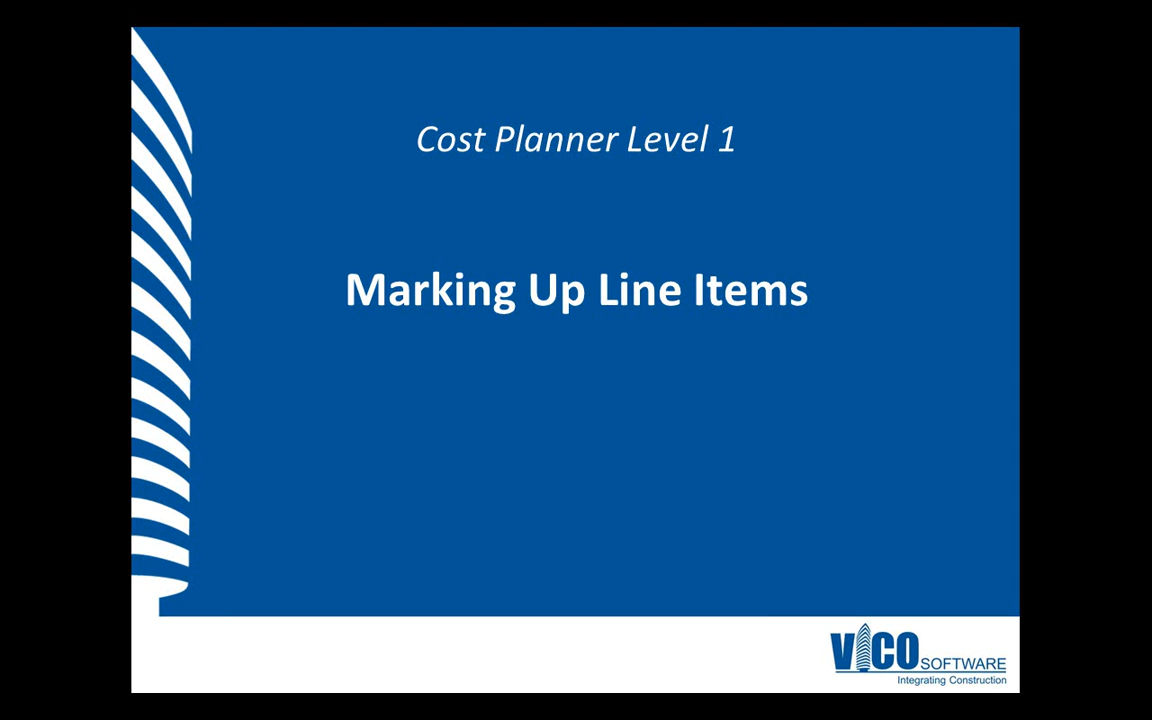 Cost Planner Level 1
Marking Up Line Items
VICO SOFTWARE
Integrating Construction